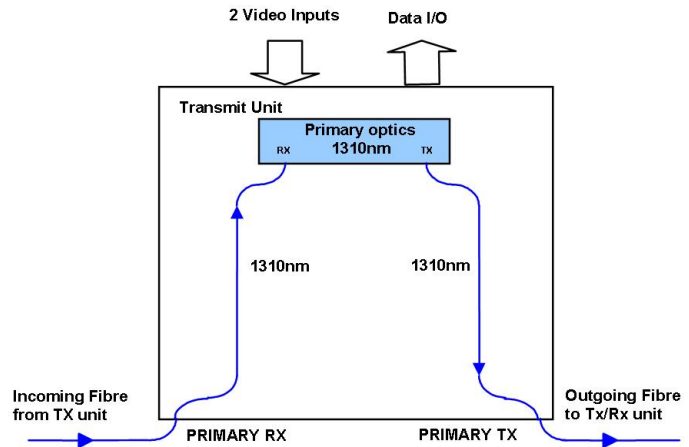 2 Video Inputs
Data I/O
Transmit Unit
Primary optics
1310nm
RX
TX
1310nm
1310nm
Incoming Fibre
from TX unit
Outgoing Fibre
to Tx/Rx unit
PRIMARY RX
PRIMARY TX